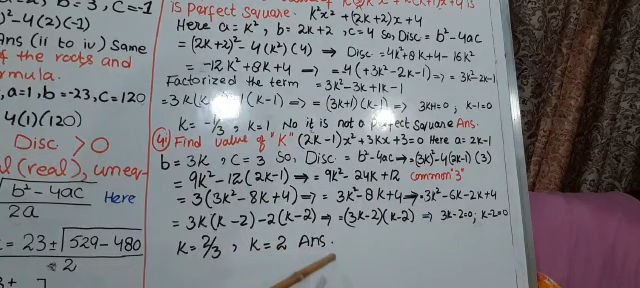 , b = 3, C = -1
)² - 4(2)(-1)
Ans (ii to iv) Same
of the roots and
rmula.
, a=1, b=-23, C=120
4(1)(120)
Disc > 0
l (real), uneq-
b² - 4ac Here
2a
= 23 ± √529-480
2
is perfect Square. K²x² + (2K+2)x + 4
Here a = K², b = 2K+2, C = 4 So, Disc = b² - 4ac
= (2K+2)² - 4(K²)(4) → Disc = 4K²+8K+4 - 16K²
= -12K² + 8K + 4 → = -4(+3K²-2K-1) → = 3K²-2K-1
Factorized the term = 3K² - 3K + 1K - 1
= 3K(K-1)+1(K-1) → = (3K+1)(K-1) → 3K+1=0 ; K-1=0
K = -1/3 , K=1 No it is not a perfect Square Ans.
(4) Find value of "K" (2K-1)x² + 3Kx + 3 = 0 Here a = 2K-1
b = 3K, C = 3 So, Disc = b² - 4ac → = (3K)² - 4(2K-1)(3)
= 9K² - 12(2K-1) → = 9K² - 24K + 12 Common "3"
= 3(3K² - 8K + 4) → = 3K² - 8K + 4 → = 3K² - 6K - 2K + 4
= 3K(K-2) - 2(K-2) → = (3K-2)(K-2) → 3K-2=0; K-2=0
K = 2/3 , K = 2 Ans.